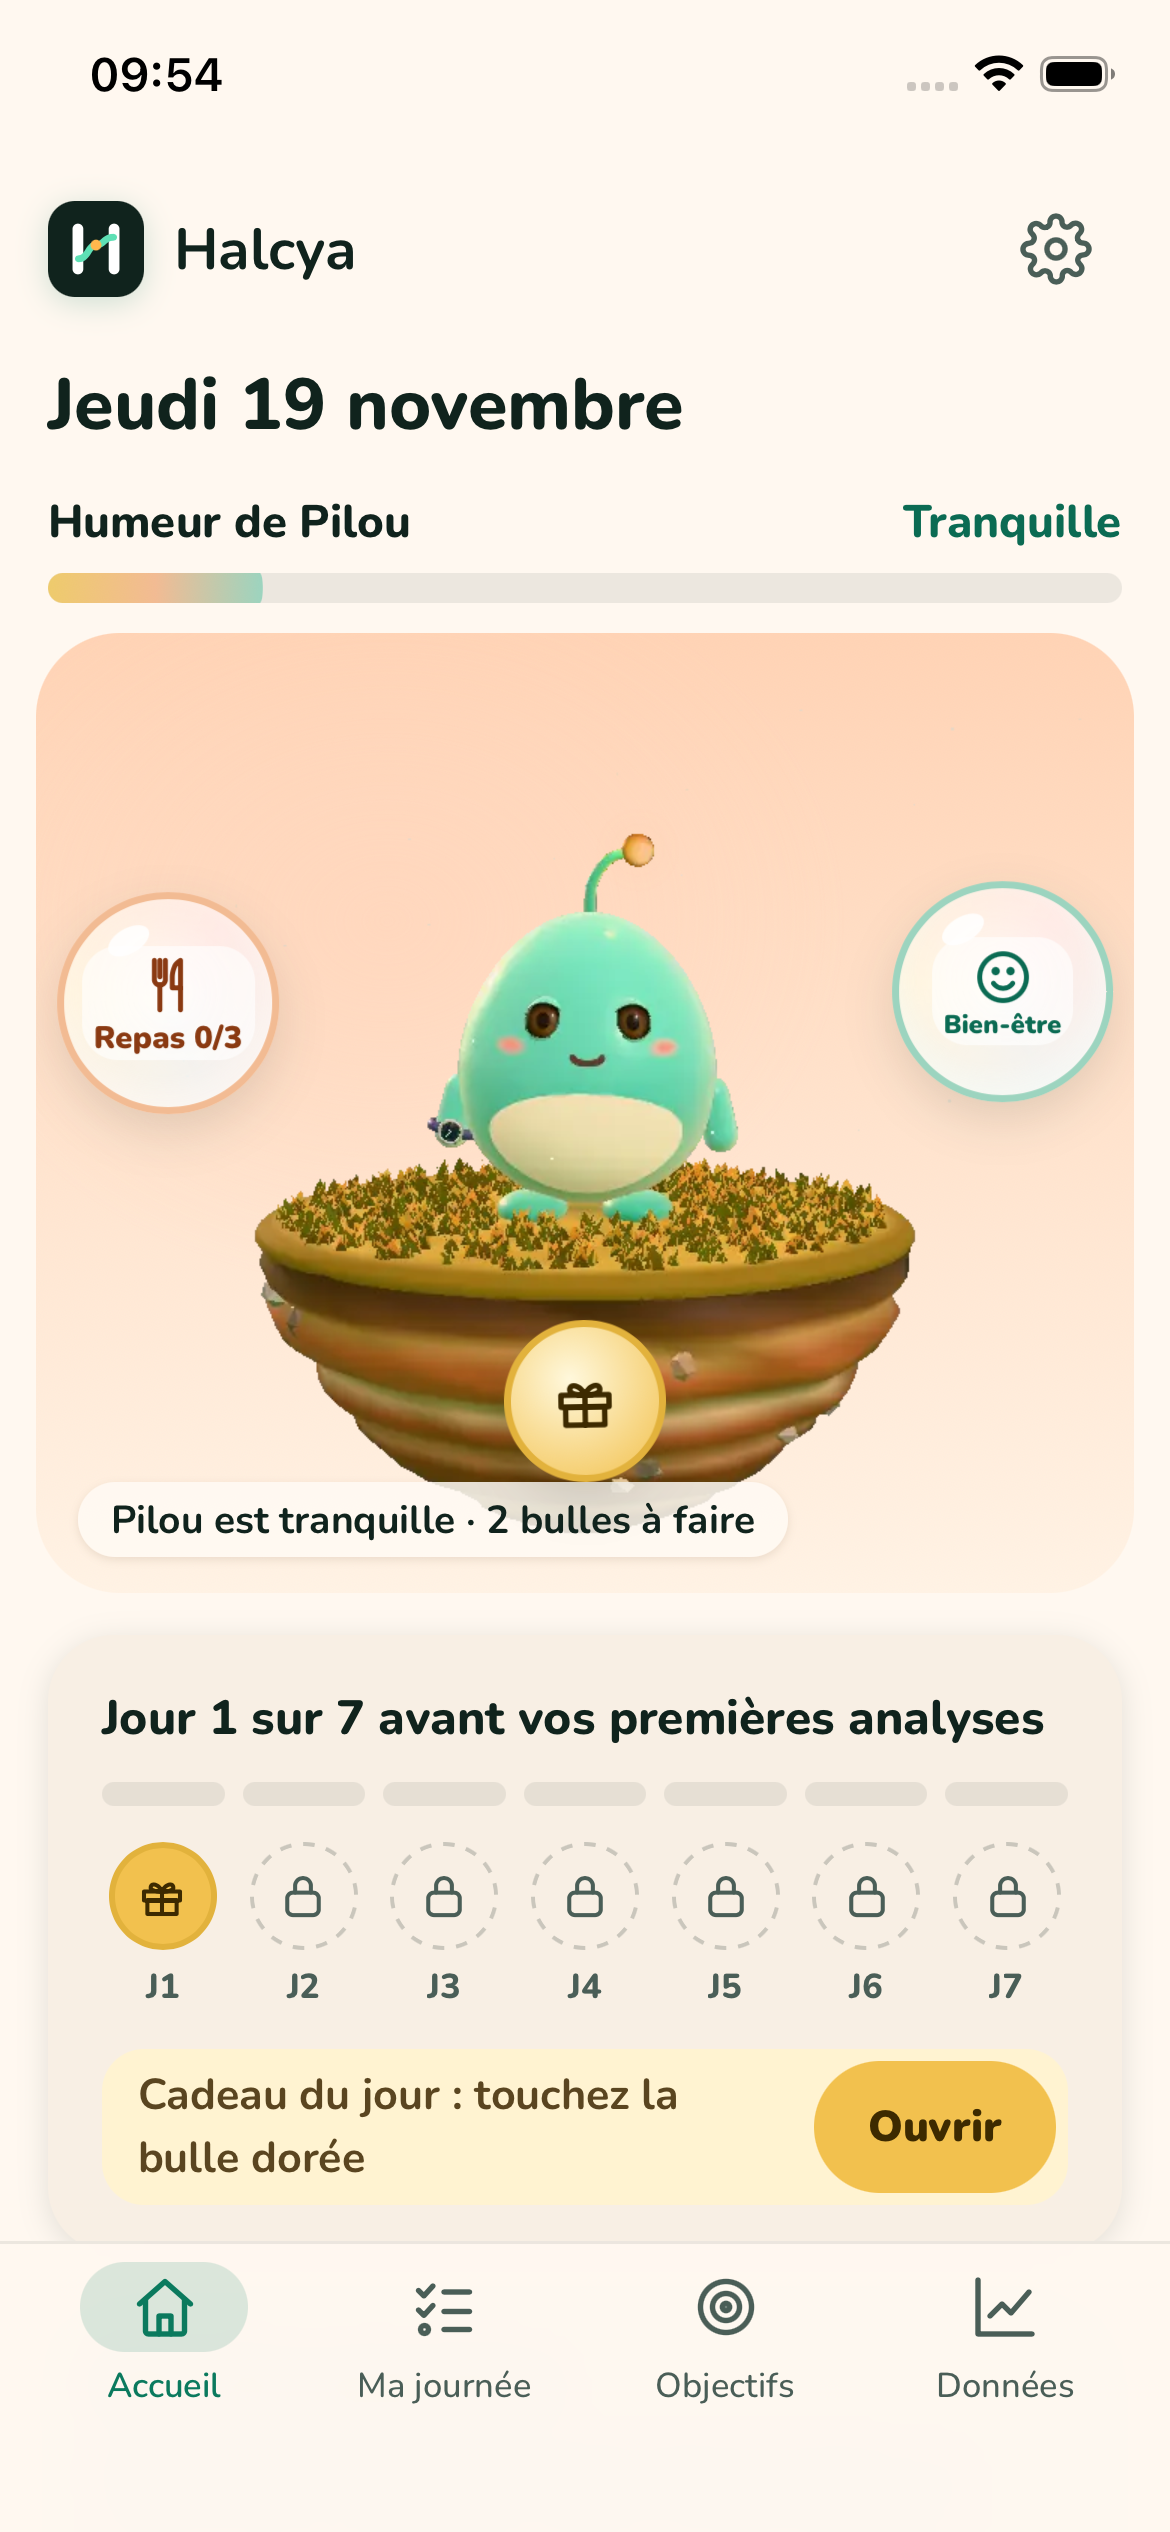 09:54
Halcya
Jeudi 19 novembre
Humeur de Pilou
Tranquille
Repas 0/3
Bien-être
Pilou est tranquille · 2 bulles à faire
Jour 1 sur 7 avant vos premières analyses
J1 J2 J3 J4 J5 J6 J7
Cadeau du jour : touchez la
bulle dorée
Ouvrir
Accueil Ma journée Objectifs Données